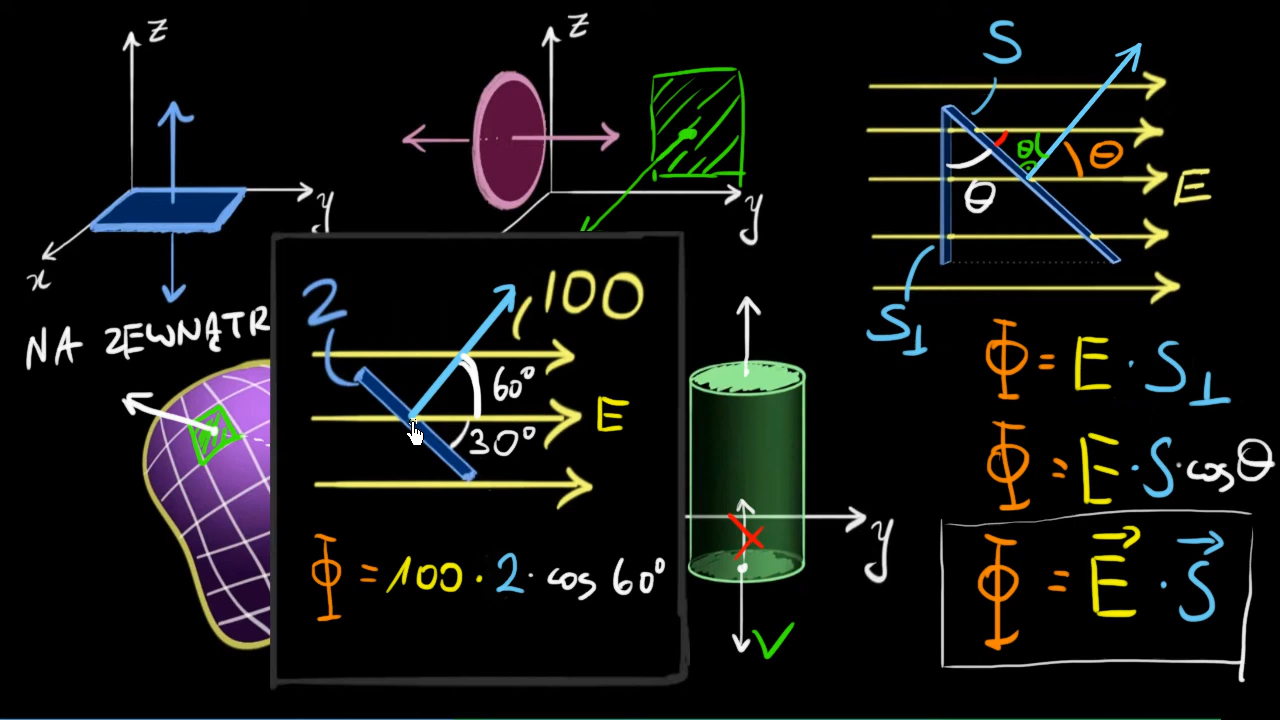 z
y
x
NA ZEWNĄTR
z
y
S
θ
θ
θ
E
S⊥
Φ = E · S⊥
Φ = E · S · cos θ
Φ = E⃗ · S⃗
2
100
60°
30°
E
Φ = 100 · 2 · cos 60°
y